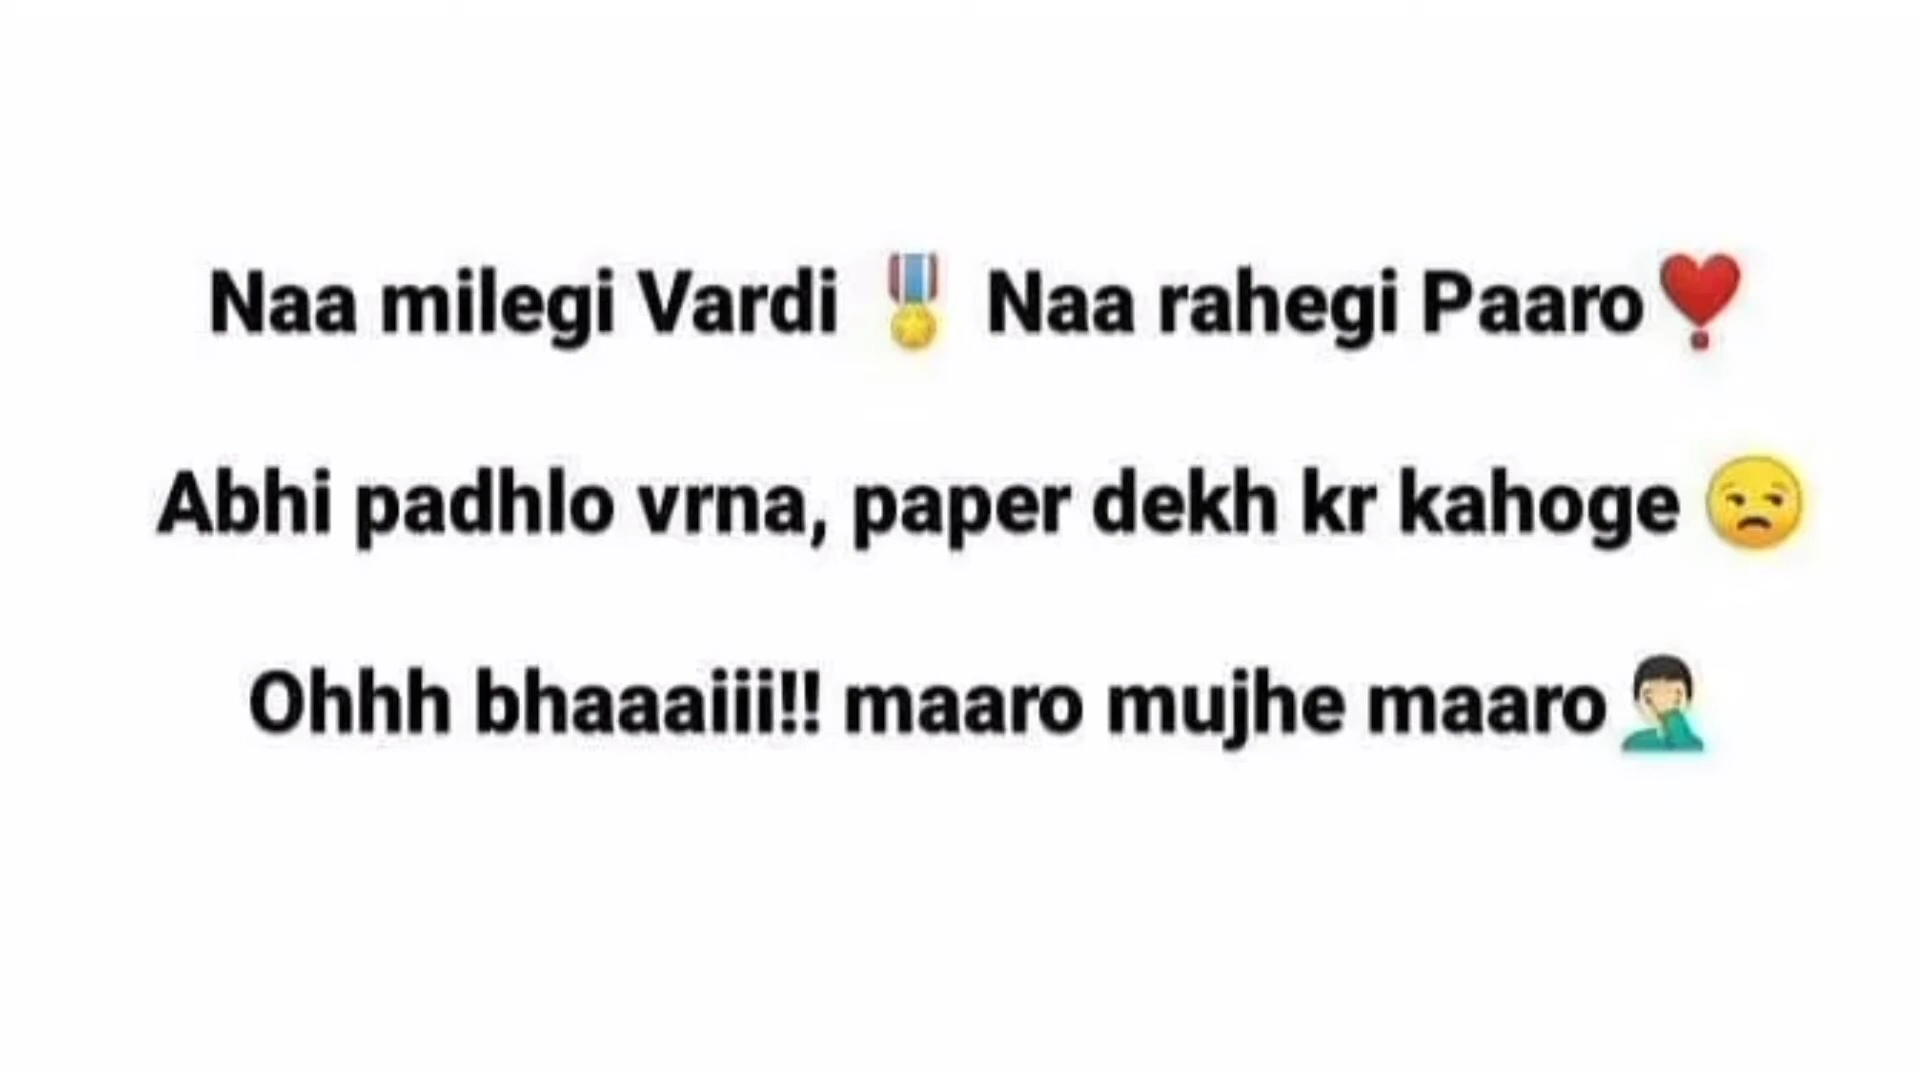 Naa milegi Vardi 🎖️ Naa rahegi Paaro❣️
Abhi padhlo vrna, paper dekh kr kahoge 😒
Ohhh bhaaaiii!! maaro mujhe maaro🤦🏻‍♂️